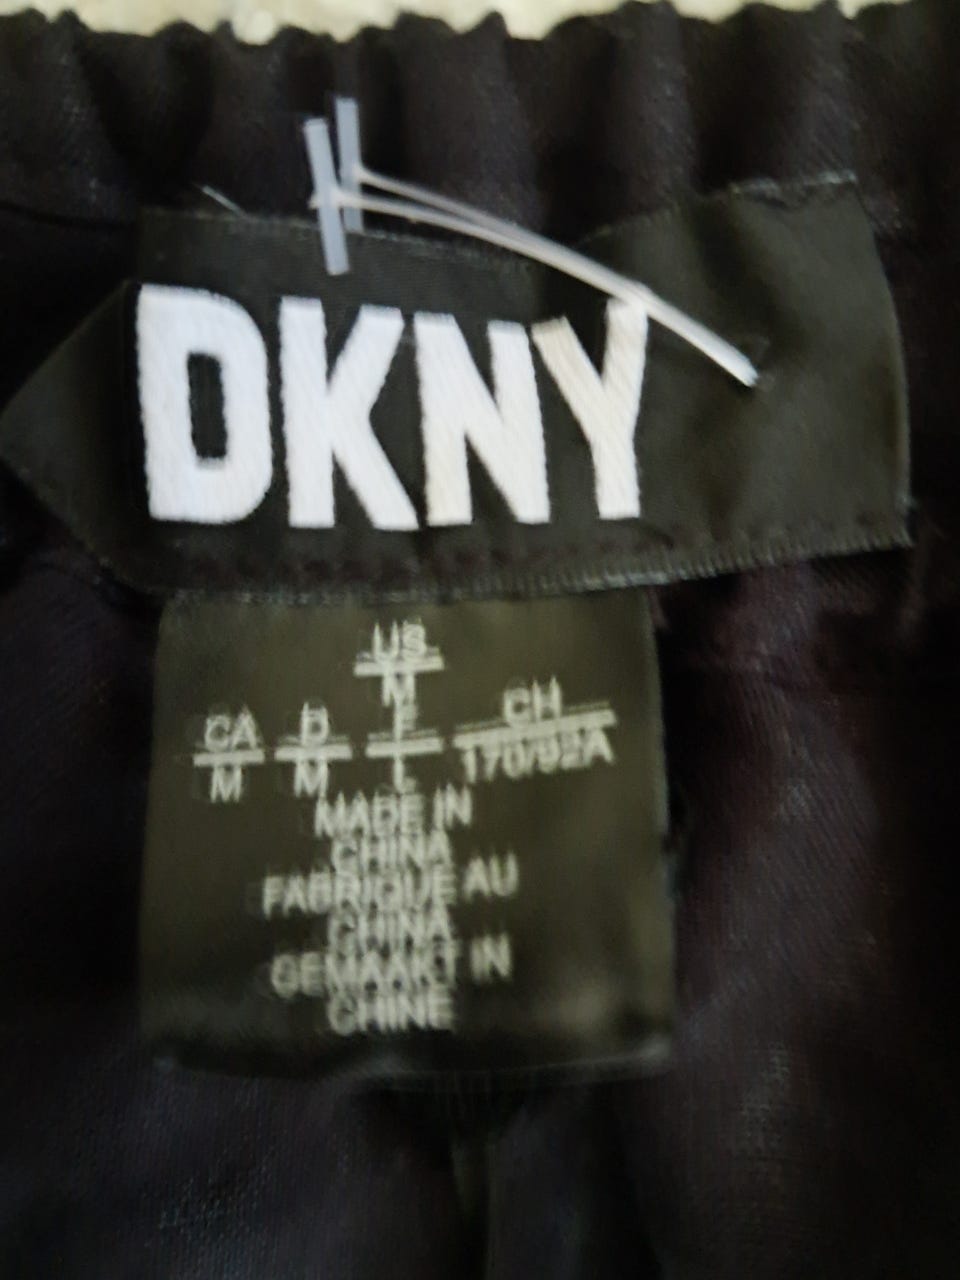 DKNY
US
M
CA D F CH
M M L 170/92A
MADE IN
CHINA
FABRIQUE AU
CHINA
GEMAAKT IN
CHINE